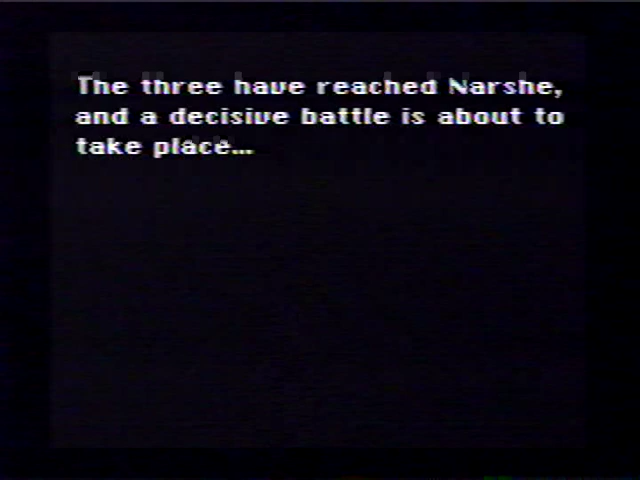 The three have reached Narshe,
and a decisive battle is about to
take place...